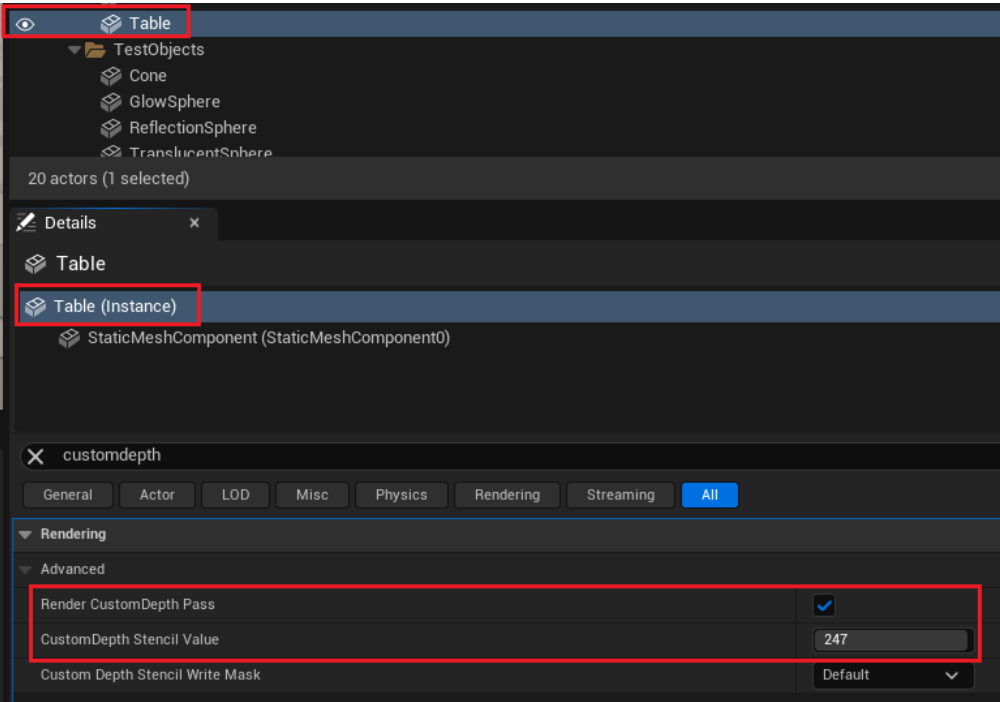 Table
TestObjects
Cone
GlowSphere
ReflectionSphere
TranslucentSphere
20 actors (1 selected)
Details
Table
Table (Instance)
StaticMeshComponent (StaticMeshComponent0)
customdepth
General Actor LOD Misc Physics Rendering Streaming All
Rendering
Advanced
Render CustomDepth Pass
CustomDepth Stencil Value 247
Custom Depth Stencil Write Mask Default